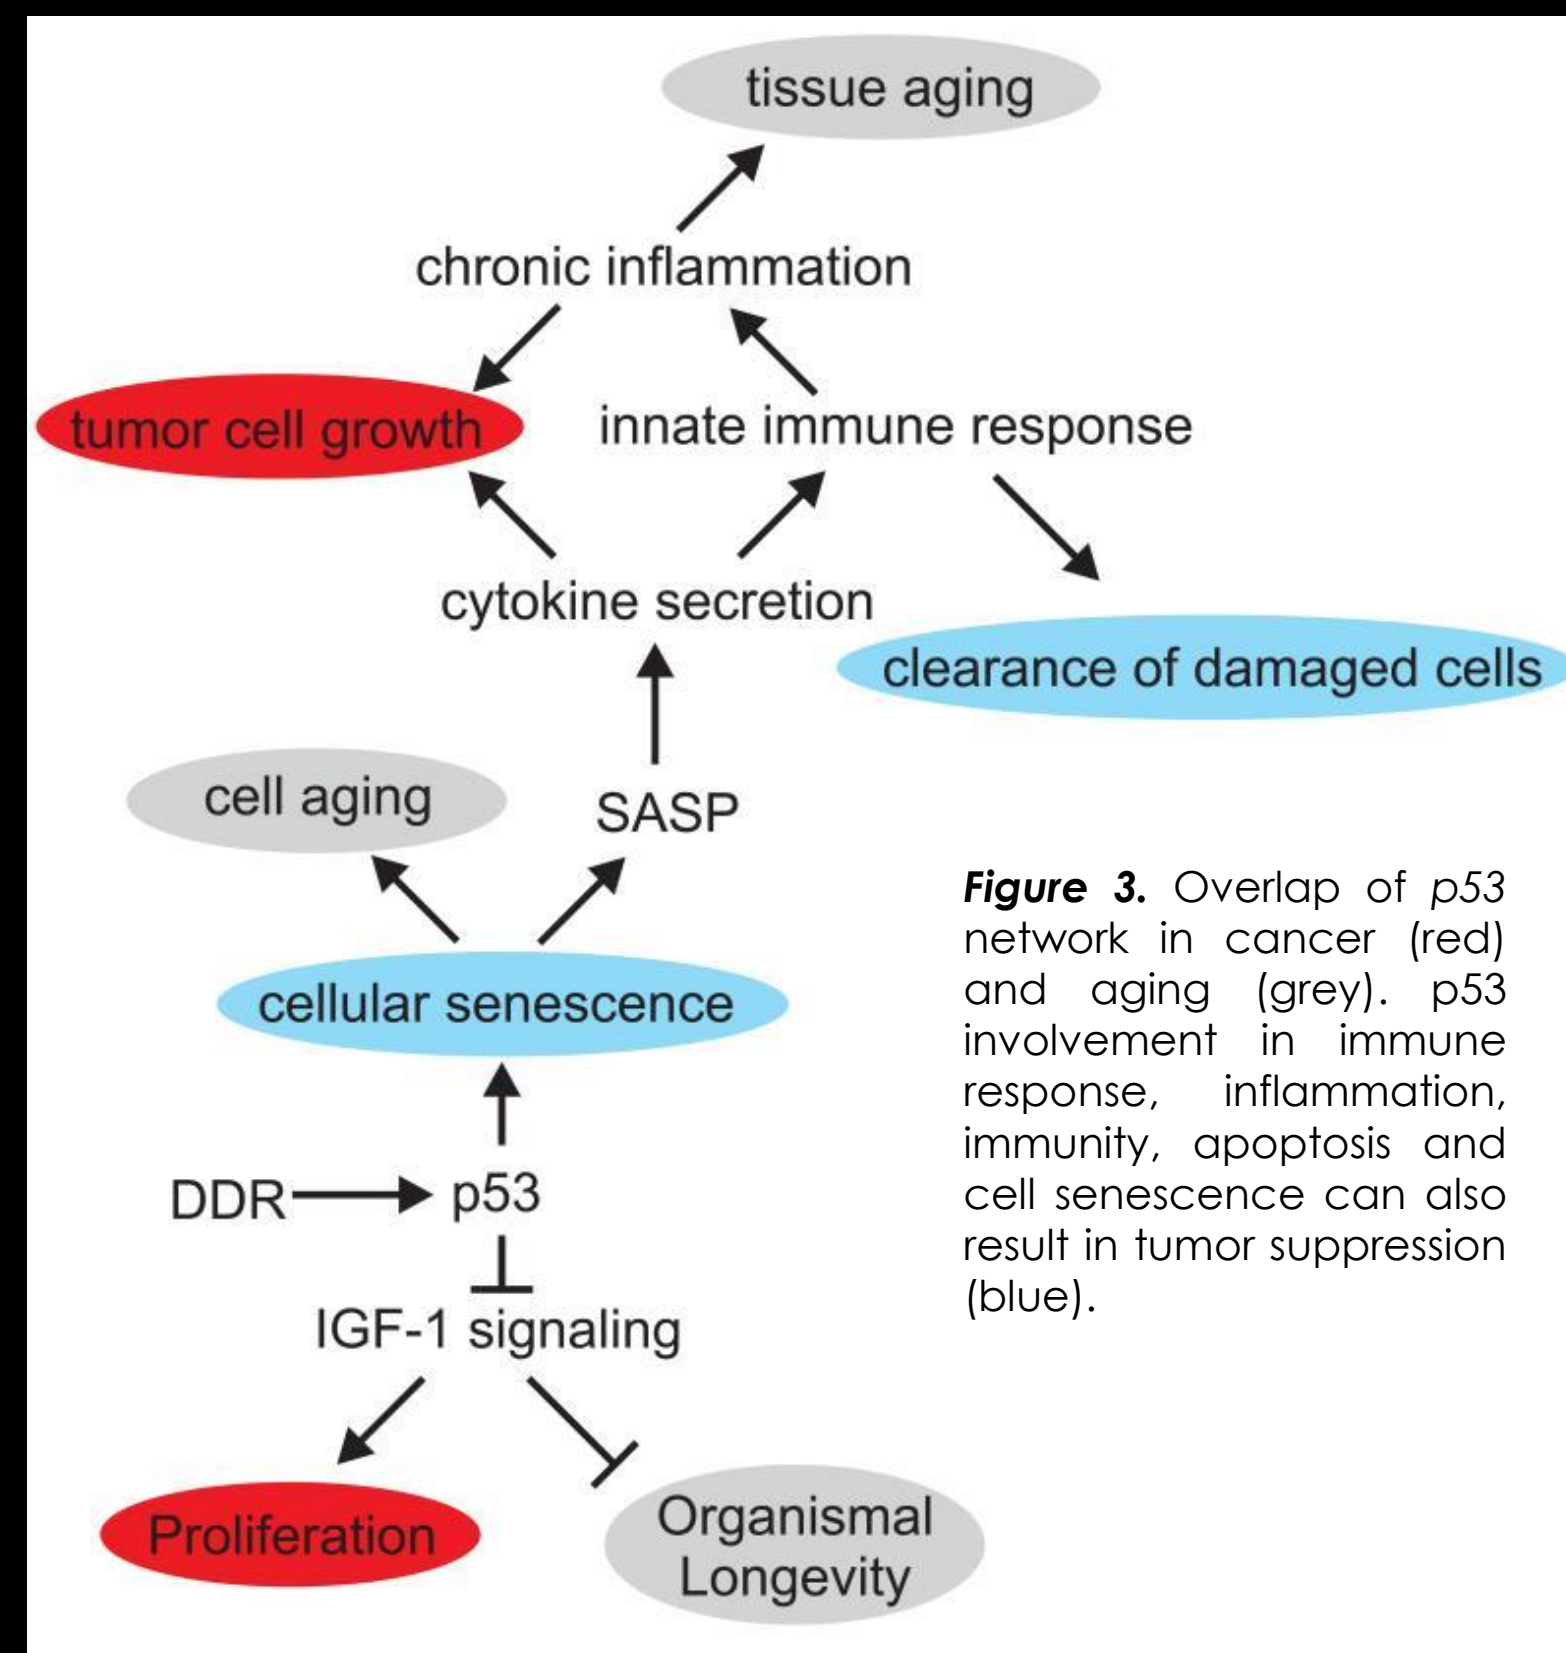 tissue aging
chronic inflammation
tumor cell growth
innate immune response
cytokine secretion
clearance of damaged cells
cell aging
SASP
cellular senescence
DDR
p53
IGF-1 signaling
Proliferation
Organismal
Longevity
Figure 3. Overlap of p53
network in cancer (red)
and aging (grey). p53
involvement in immune
response, inflammation,
immunity, apoptosis and
cell senescence can also
result in tumor suppression
(blue).